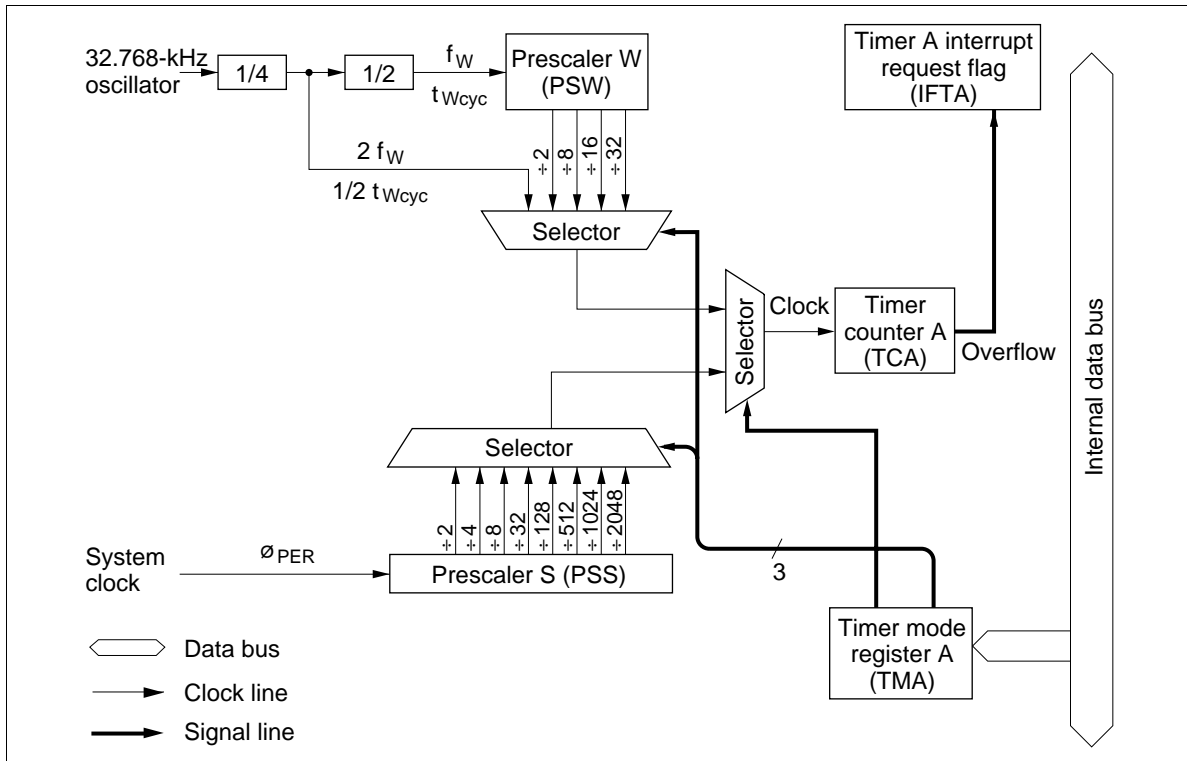 32.768-kHz
oscillator
1/4
1/2
fW
tWcyc
Prescaler W
(PSW)
Timer A interrupt
request flag
(IFTA)
2 fW
1/2 tWcyc
÷2
÷8
÷16
÷32
Selector
Selector
Clock
Timer
counter A
(TCA)
Overflow
Internal data bus
Selector
÷2
÷4
÷8
÷32
÷128
÷512
÷1024
÷2048
System
clock
øPER
Prescaler S (PSS)
3
Timer mode
register A
(TMA)
Data bus
Clock line
Signal line